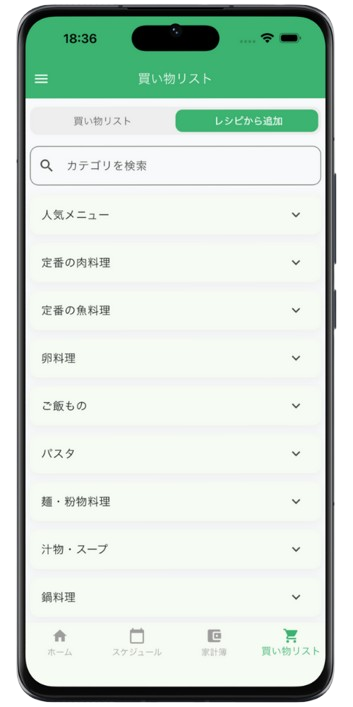 18:36
買い物リスト
買い物リスト
レシピから追加
カテゴリを検索
人気メニュー
定番の肉料理
定番の魚料理
卵料理
ご飯もの
パスタ
麺・粉物料理
汁物・スープ
鍋料理
ホーム
スケジュール
家計簿
買い物リスト